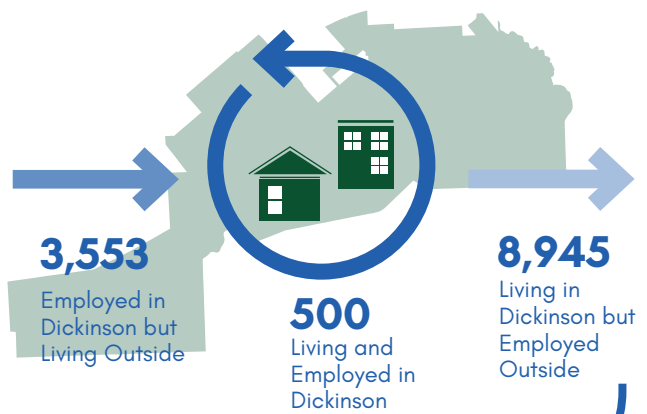 3,553
Employed in
Dickinson but
Living Outside
500
Living and
Employed in
Dickinson
8,945
Living in
Dickinson but
Employed
Outside